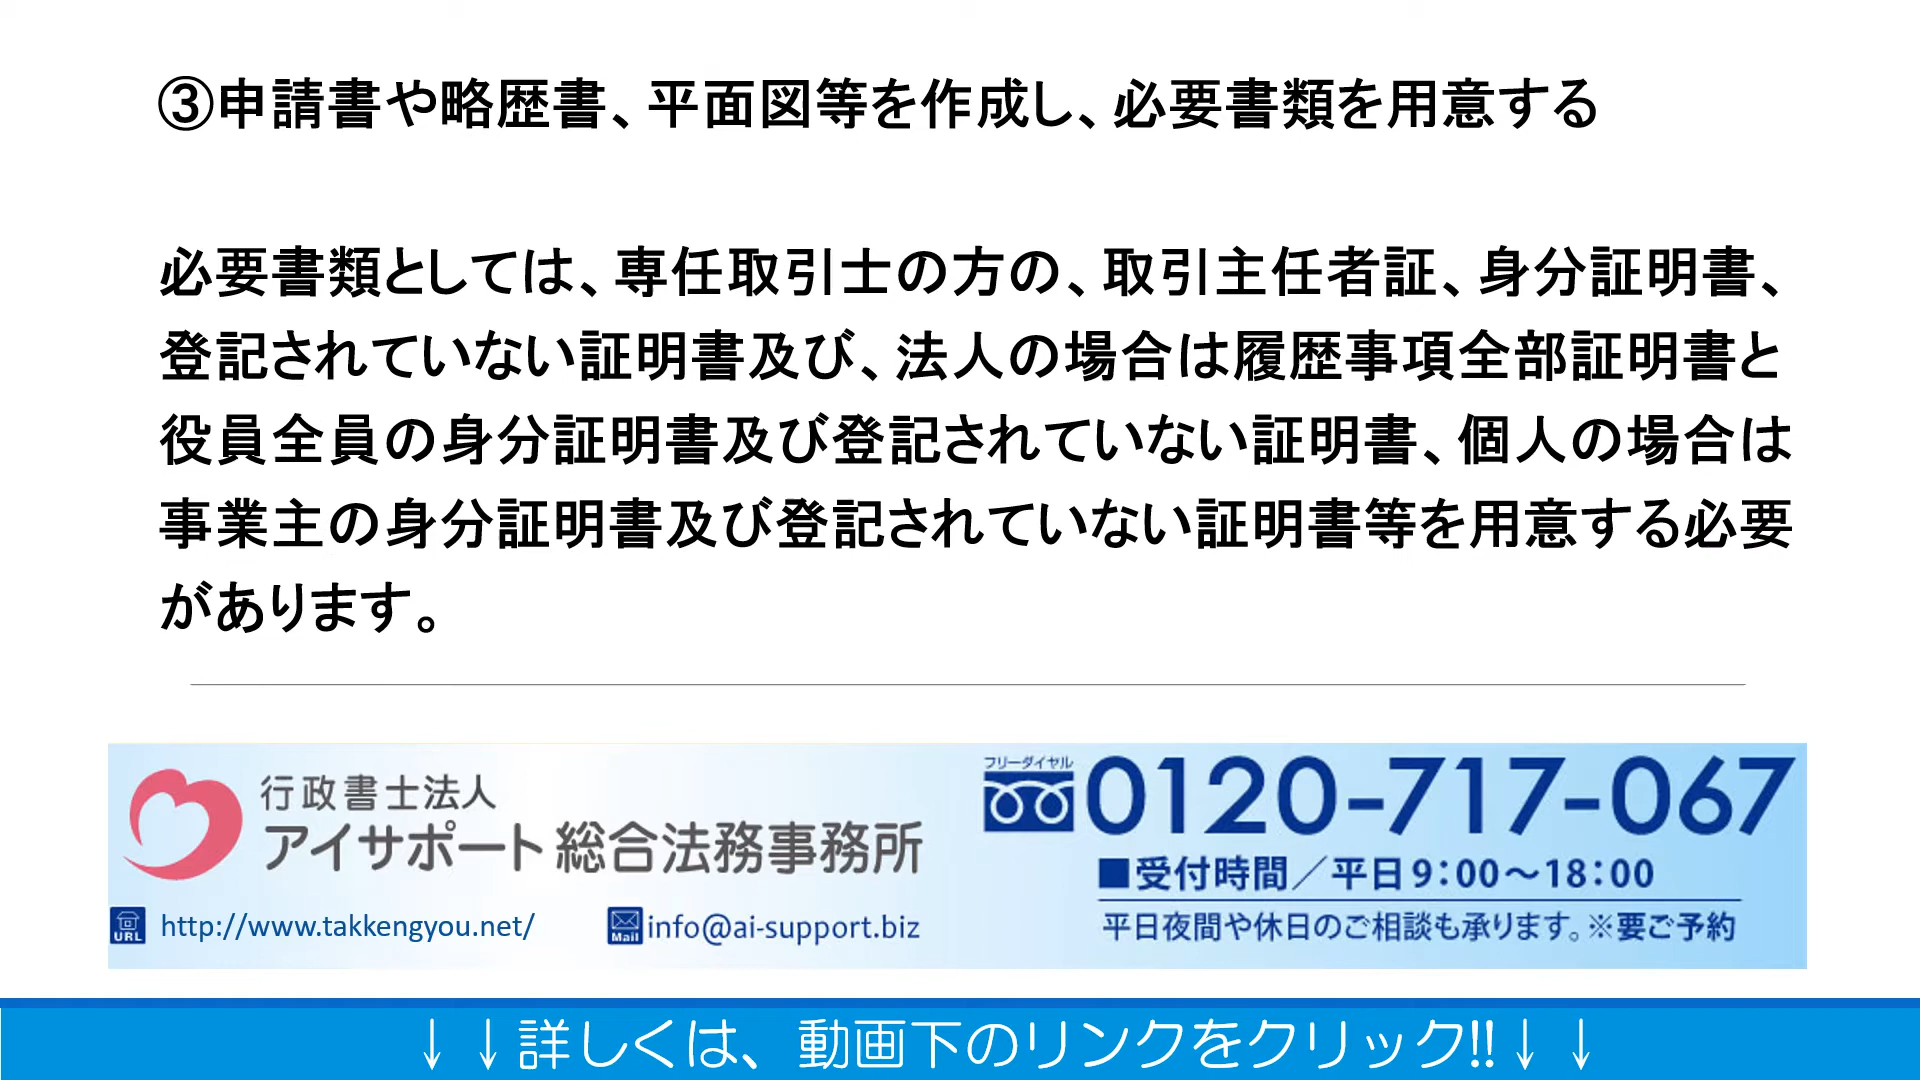 ③申請書や略歴書、平面図等を作成し、必要書類を用意する
必要書類としては、専任取引士の方の、取引主任者証、身分証明書、
登記されていない証明書及び、法人の場合は履歴事項全部証明書と
役員全員の身分証明書及び登記されていない証明書、個人の場合は
事業主の身分証明書及び登記されていない証明書等を用意する必要
があります。
行政書士法人
アイサポート総合法務事務所
URL http://www.takkengyou.net/
Mail info@ai-support.biz
フリーダイヤル
0120-717-067
■受付時間／平日9：00～18：00
平日夜間や休日のご相談も承ります。※要ご予約
↓↓詳しくは、動画下のリンクをクリック!!↓↓